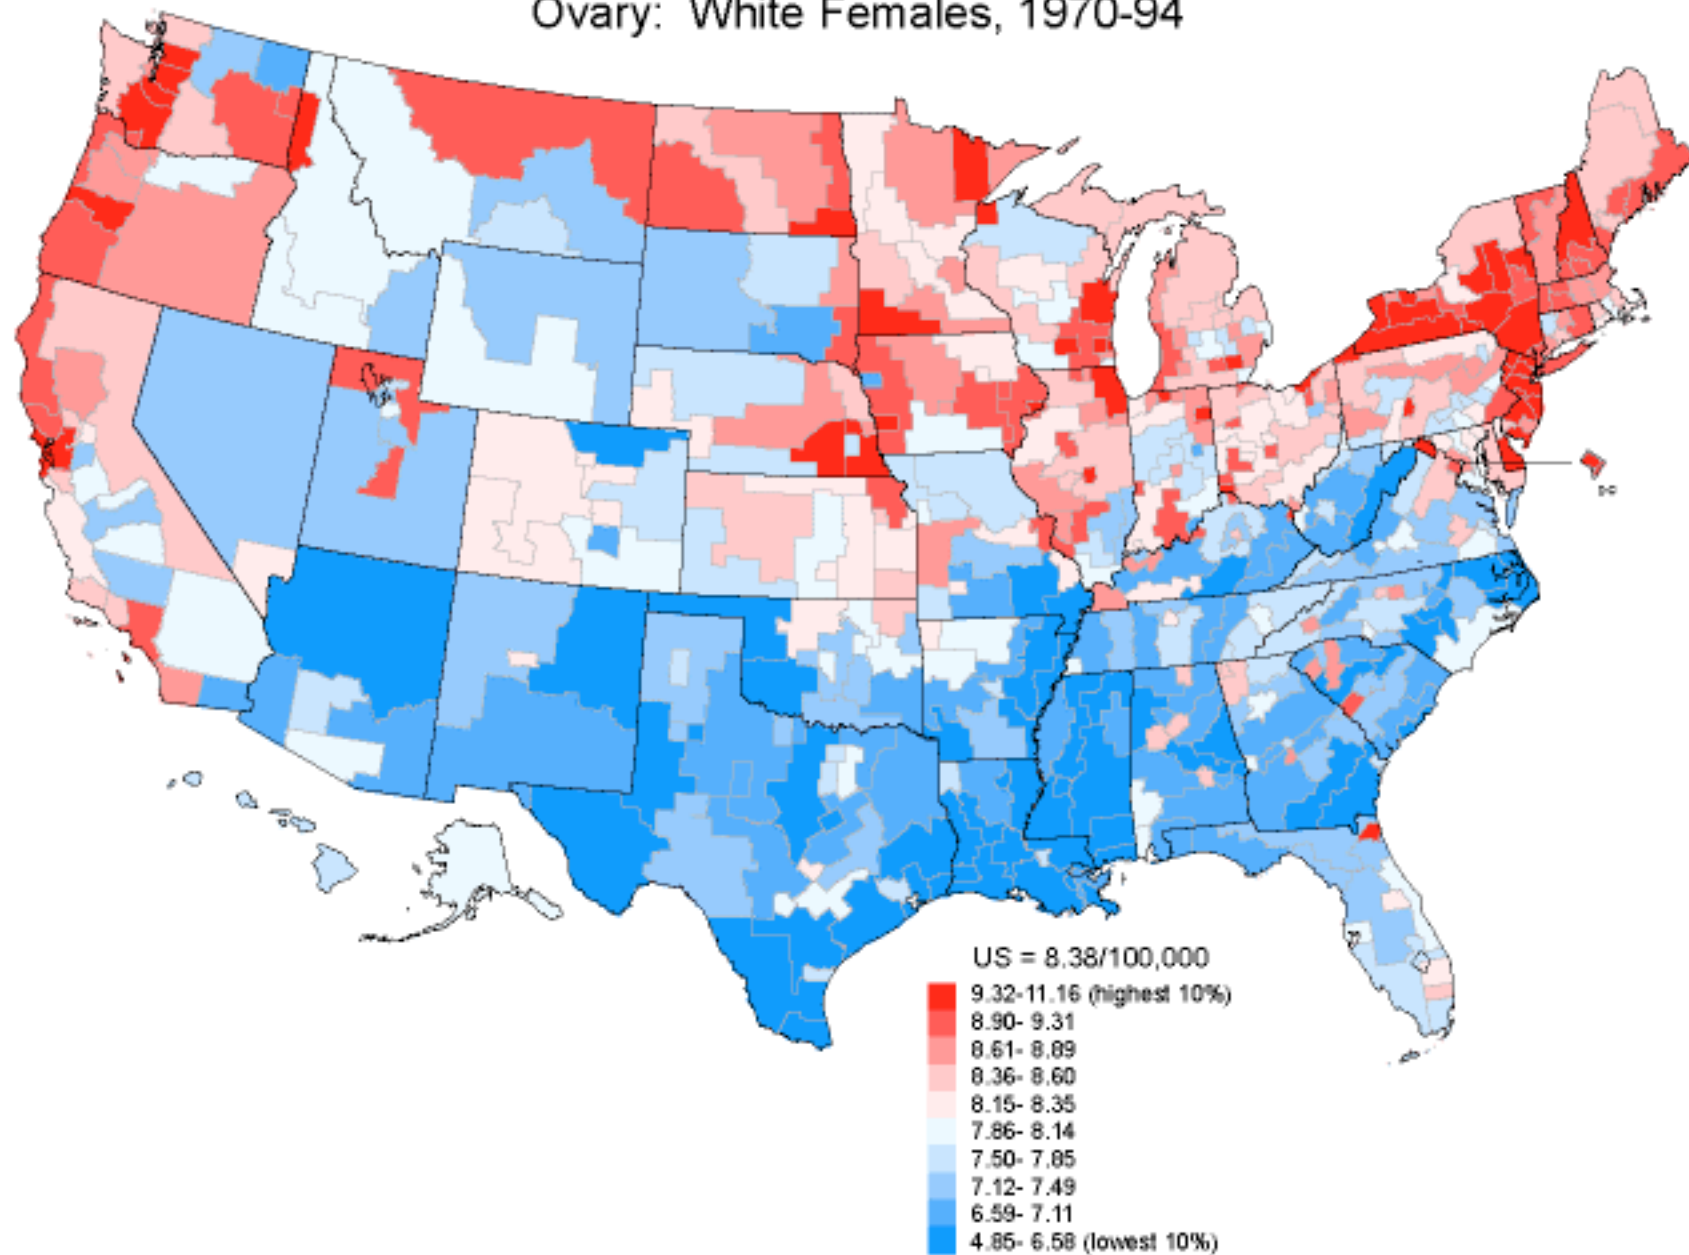 Ovary: White Females, 1970-94
US = 8.38/100,000
9.32-11.16 (highest 10%)
8.90- 9.31
8.61- 8.89
8.36- 8.60
8.15- 8.35
7.86- 8.14
7.50- 7.85
7.12- 7.49
6.59- 7.11
4.85- 6.58 (lowest 10%)